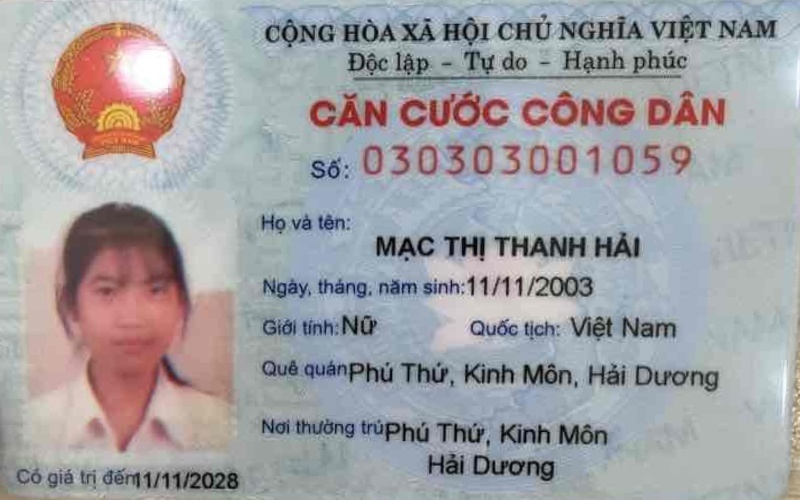 CỘNG HÒA XÃ HỘI CHỦ NGHĨA VIỆT NAM
Độc lập - Tự do - Hạnh phúc
CĂN CƯỚC CÔNG DÂN
Số: 030303001059
Họ và tên:
MẠC THỊ THANH HẢI
Ngày, tháng, năm sinh: 11/11/2003
Giới tính: Nữ Quốc tịch: Việt Nam
Quê quán Phú Thứ, Kinh Môn, Hải Dương
Nơi thường trú Phú Thứ, Kinh Môn
Hải Dương
Có giá trị đến 11/11/2028